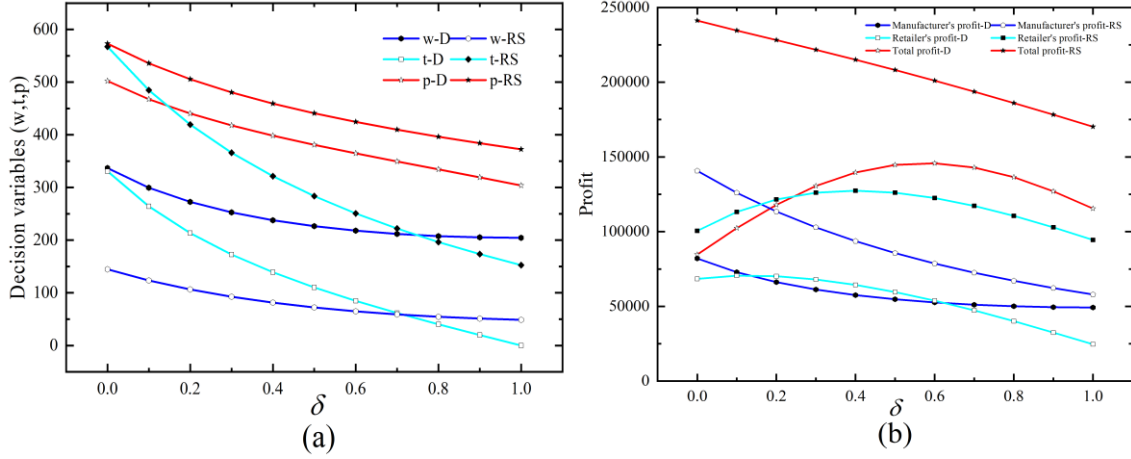 Decision variables (w,t,p)
600
500
400
300
200
100
0
w-D
w-RS
t-D
t-RS
p-D
p-RS
0.0
0.2
0.4
0.6
0.8
1.0
δ
(a)
Profit
250000
200000
150000
100000
50000
0
Manufacturer's profit-D
Manufacturer's profit-RS
Retailer's profit-D
Retailer's profit-RS
Total profit-D
Total profit-RS
0.0
0.2
0.4
0.6
0.8
1.0
δ
(b)